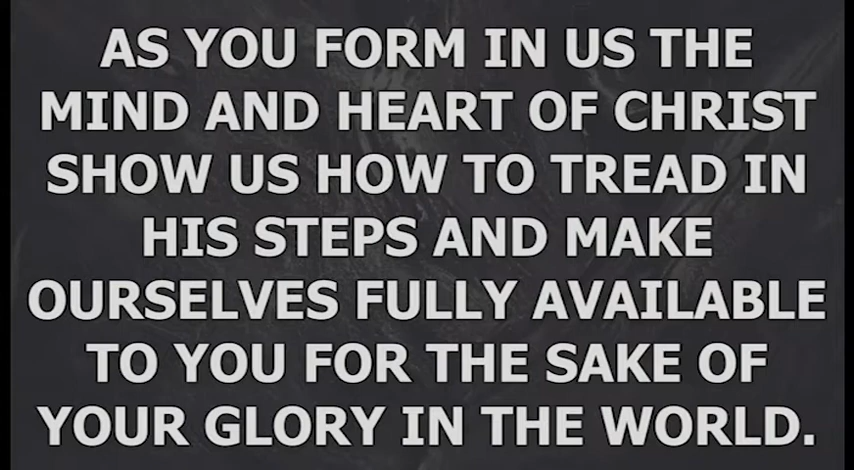 AS YOU FORM IN US THE
MIND AND HEART OF CHRIST
SHOW US HOW TO TREAD IN
HIS STEPS AND MAKE
OURSELVES FULLY AVAILABLE
TO YOU FOR THE SAKE OF
YOUR GLORY IN THE WORLD.